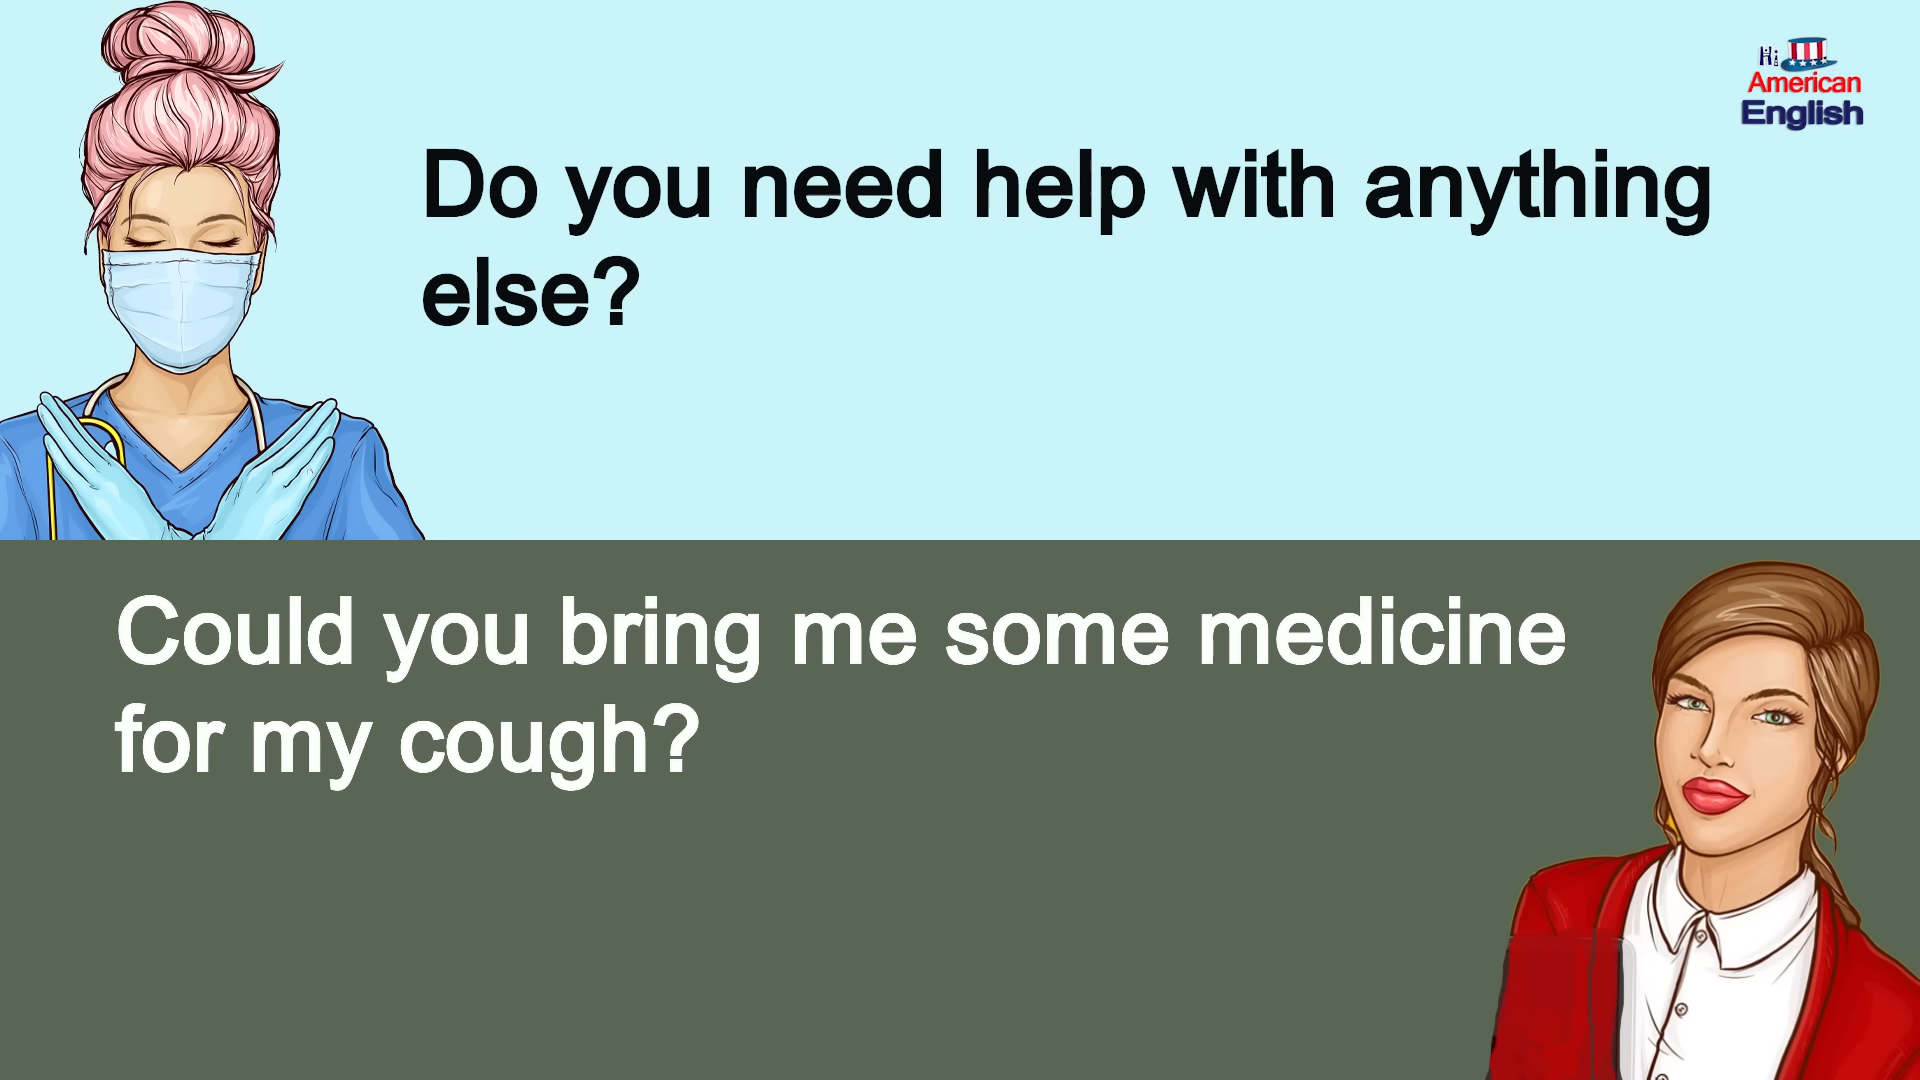 Hi
American
English
Do you need help with anything
else?
Could you bring me some medicine
for my cough?